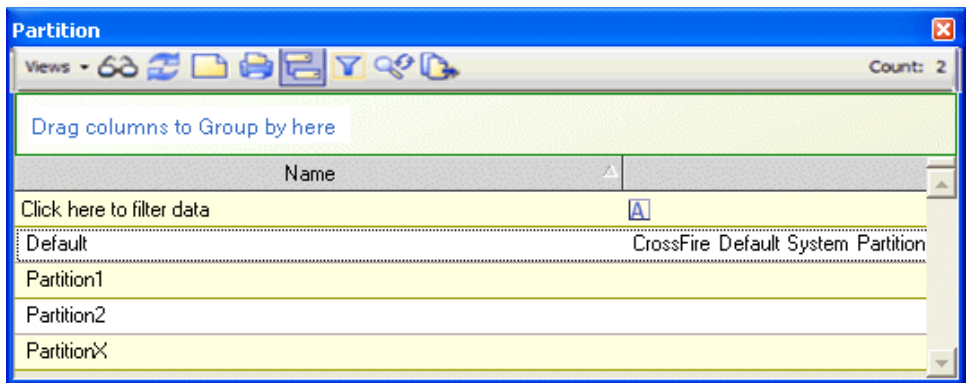 Partition
Views Count: 2
Drag columns to Group by here
Name
Click here to filter data A
Default CrossFire Default System Partition
Partition1
Partition2
PartitionX